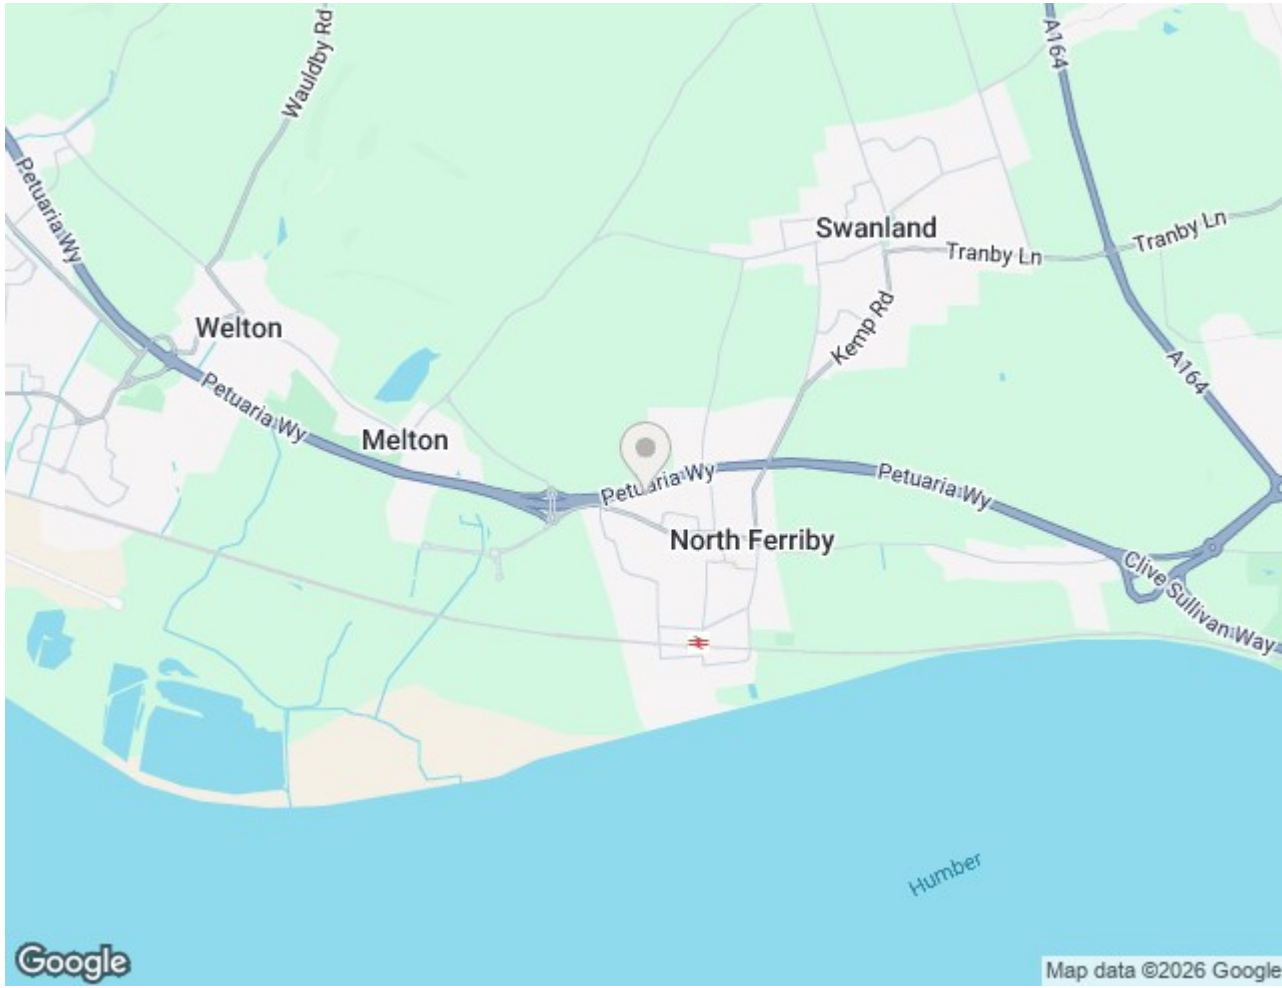 Wauldby Rd
A164
Petuaria Wy
Swanland
Tranby Ln
Tranby Ln
Welton
Kemp Rd
A164
Petuaria Wy
Melton
Petuaria Wy
Petuaria Wy
North Ferriby
Clive Sullivan Way
Humber
Google
Map data ©2026 Google